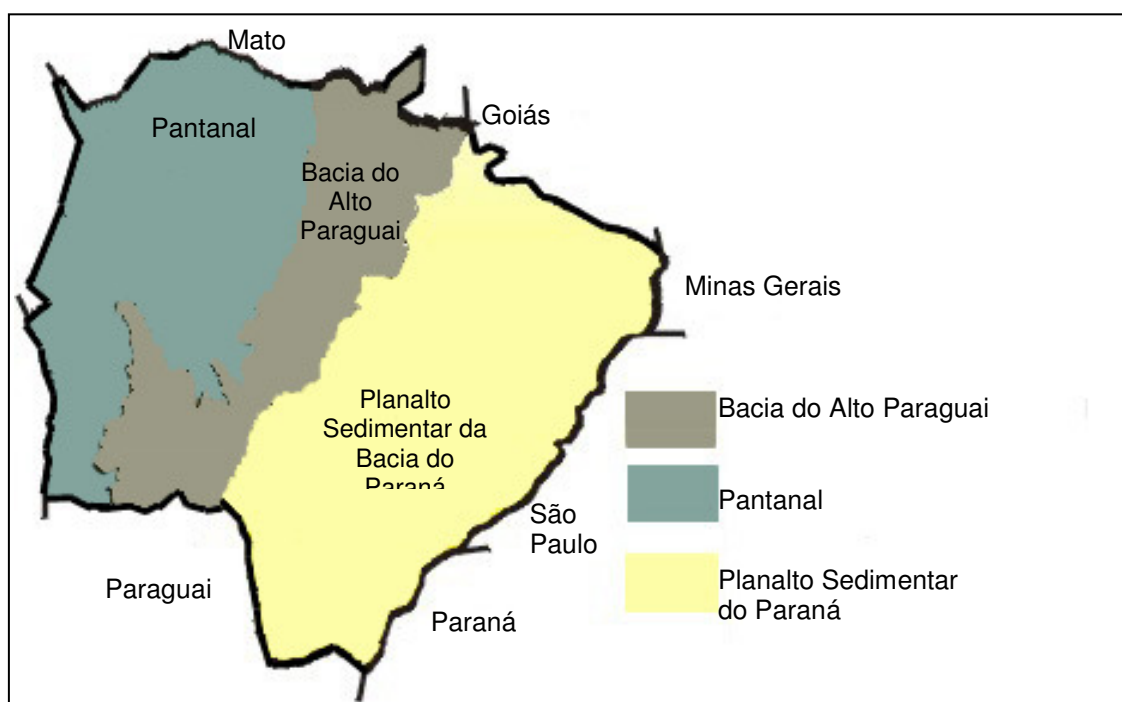 Mato
Goiás
Pantanal
Bacia do
Alto
Paraguai
Minas Gerais
Planalto
Sedimentar da
Bacia do
Paraná
São
Paulo
Paraguai
Paraná
Bacia do Alto Paraguai
Pantanal
Planalto Sedimentar
do Paraná